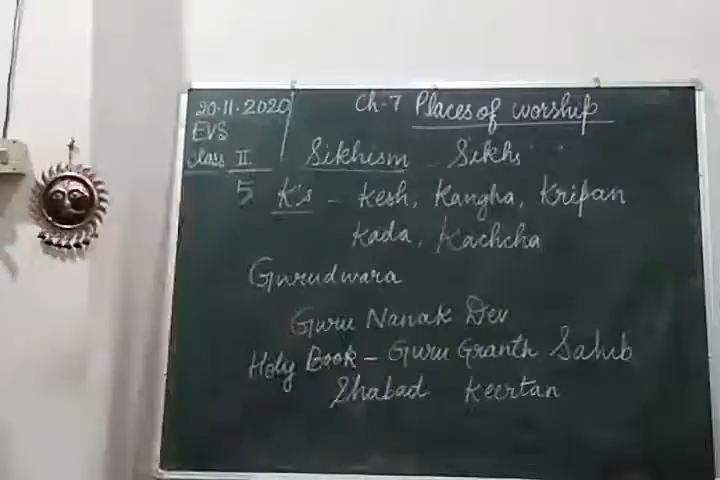 20.11.2020
EVS
Class II
Ch-7 Places of worship
Sikhism - Sikhs
5 K's - Kesh, Kangha, Kripan
Kada, Kachcha
Gurudwara
Guru Nanak Dev
Holy Book - Guru Granth Sahib
Shabad Keertan